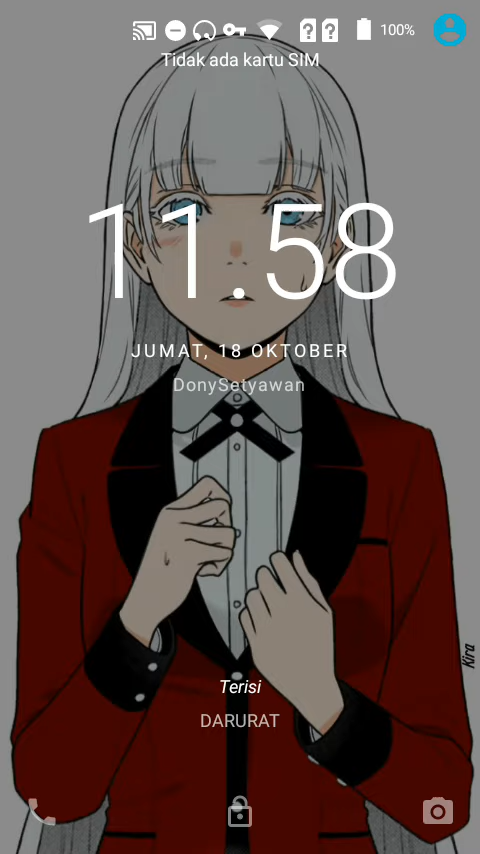 100%
Tidak ada kartu SIM
11.58
JUMAT, 18 OKTOBER
DonySetyawan
Kira
Terisi
DARURAT